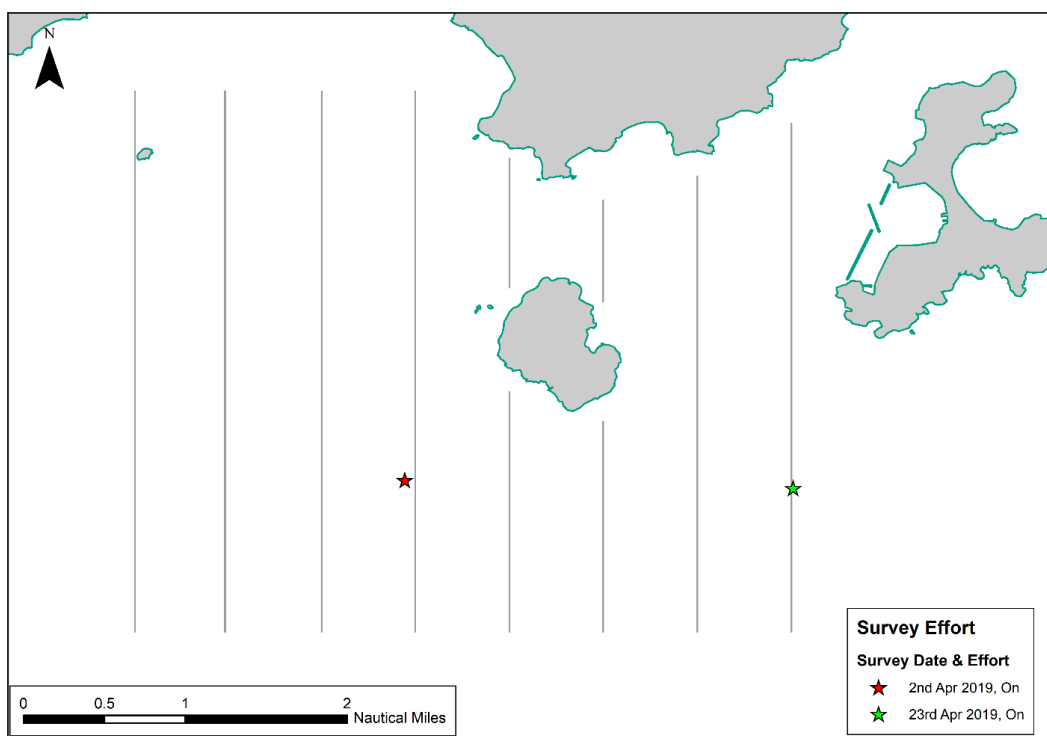 N
Survey Effort
Survey Date & Effort
2nd Apr 2019, On
23rd Apr 2019, On
0 0.5 1 2
Nautical Miles